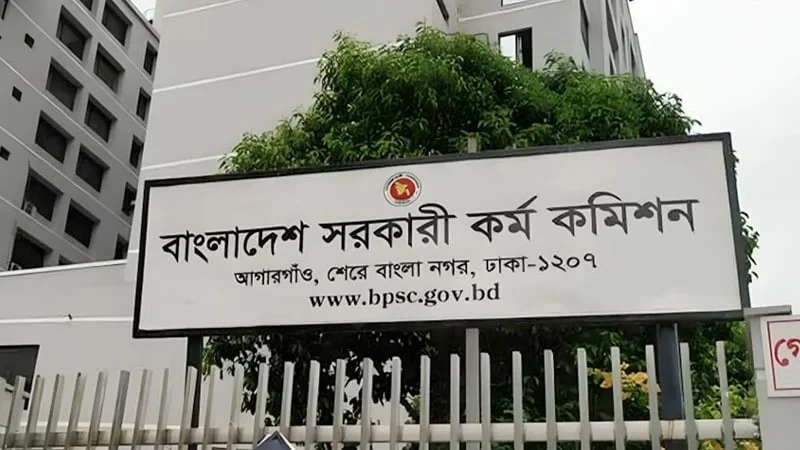 বাংলাদেশ সরকারী কর্ম কমিশন
আগারগাঁও, শেরে বাংলা নগর, ঢাকা-১২০৭
www.bpsc.gov.bd